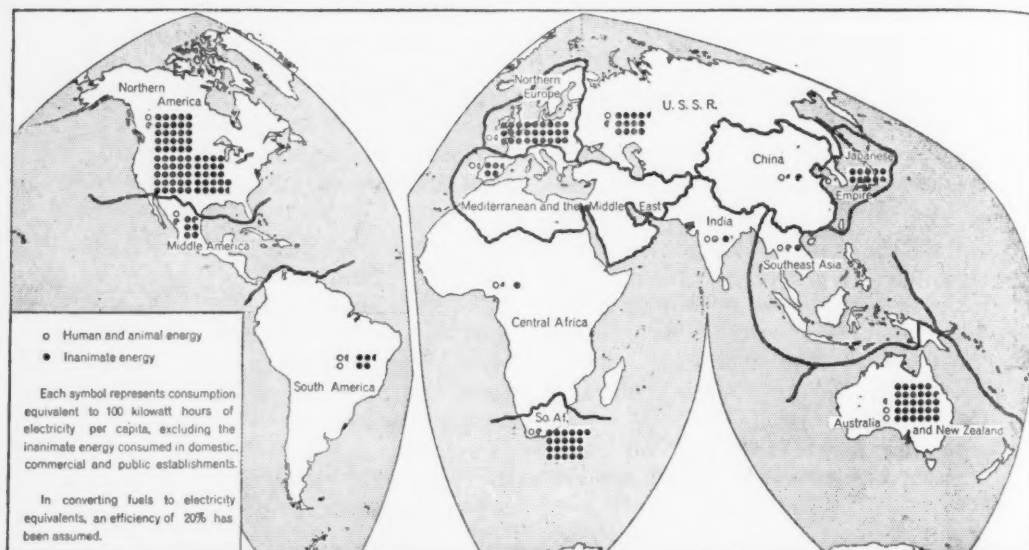 Northern
America
Middle America
South America
Northern
Europe
U. S. S. R.
China
Japanese
Empire
Mediterranean and the Middle East
India
Southeast Asia
Central Africa
So. Af.
Australia and New Zealand
Human and animal energy
Inanimate energy
Each symbol represents consumption
equivalent to 100 kilowatt hours of
electricity per capita, excluding the
inanimate energy consumed in domestic,
commercial and public establishments.
In converting fuels to electricity
equivalents, an efficiency of 20% has
been assumed.